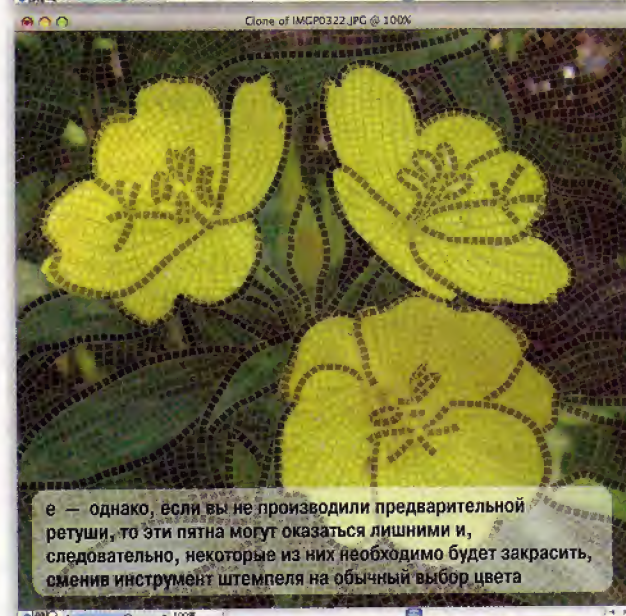 Clone of IMGP0322.JPG @ 100%
е — однако, если вы не производили предварительной
ретуши, то эти пятна могут оказаться лишними и,
следовательно, некоторые из них необходимо будет закрасить,
сменив инструмент штемпеля на обычный выбор цвета
100%